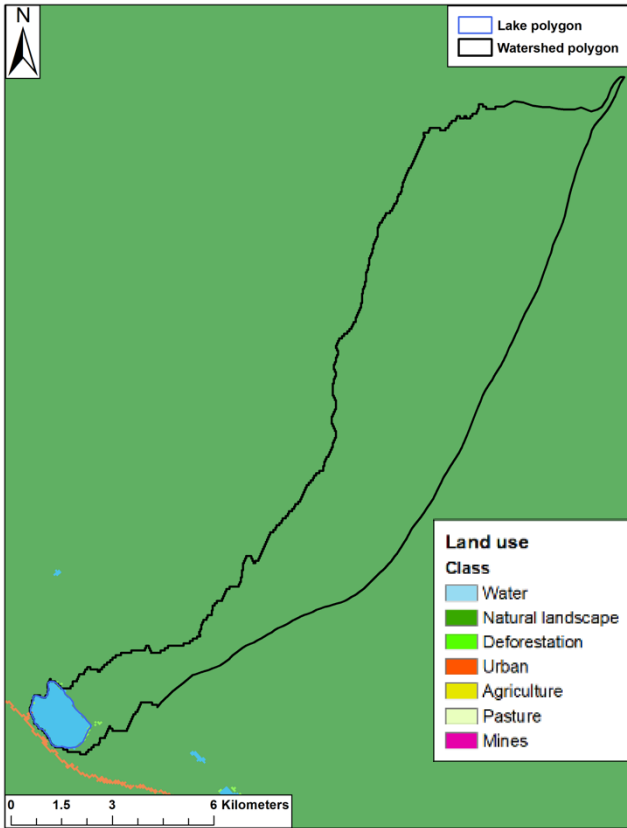 N
Lake polygon
Watershed polygon
Land use
Class
Water
Natural landscape
Deforestation
Urban
Agriculture
Pasture
Mines
0 1.5 3 6 Kilometers